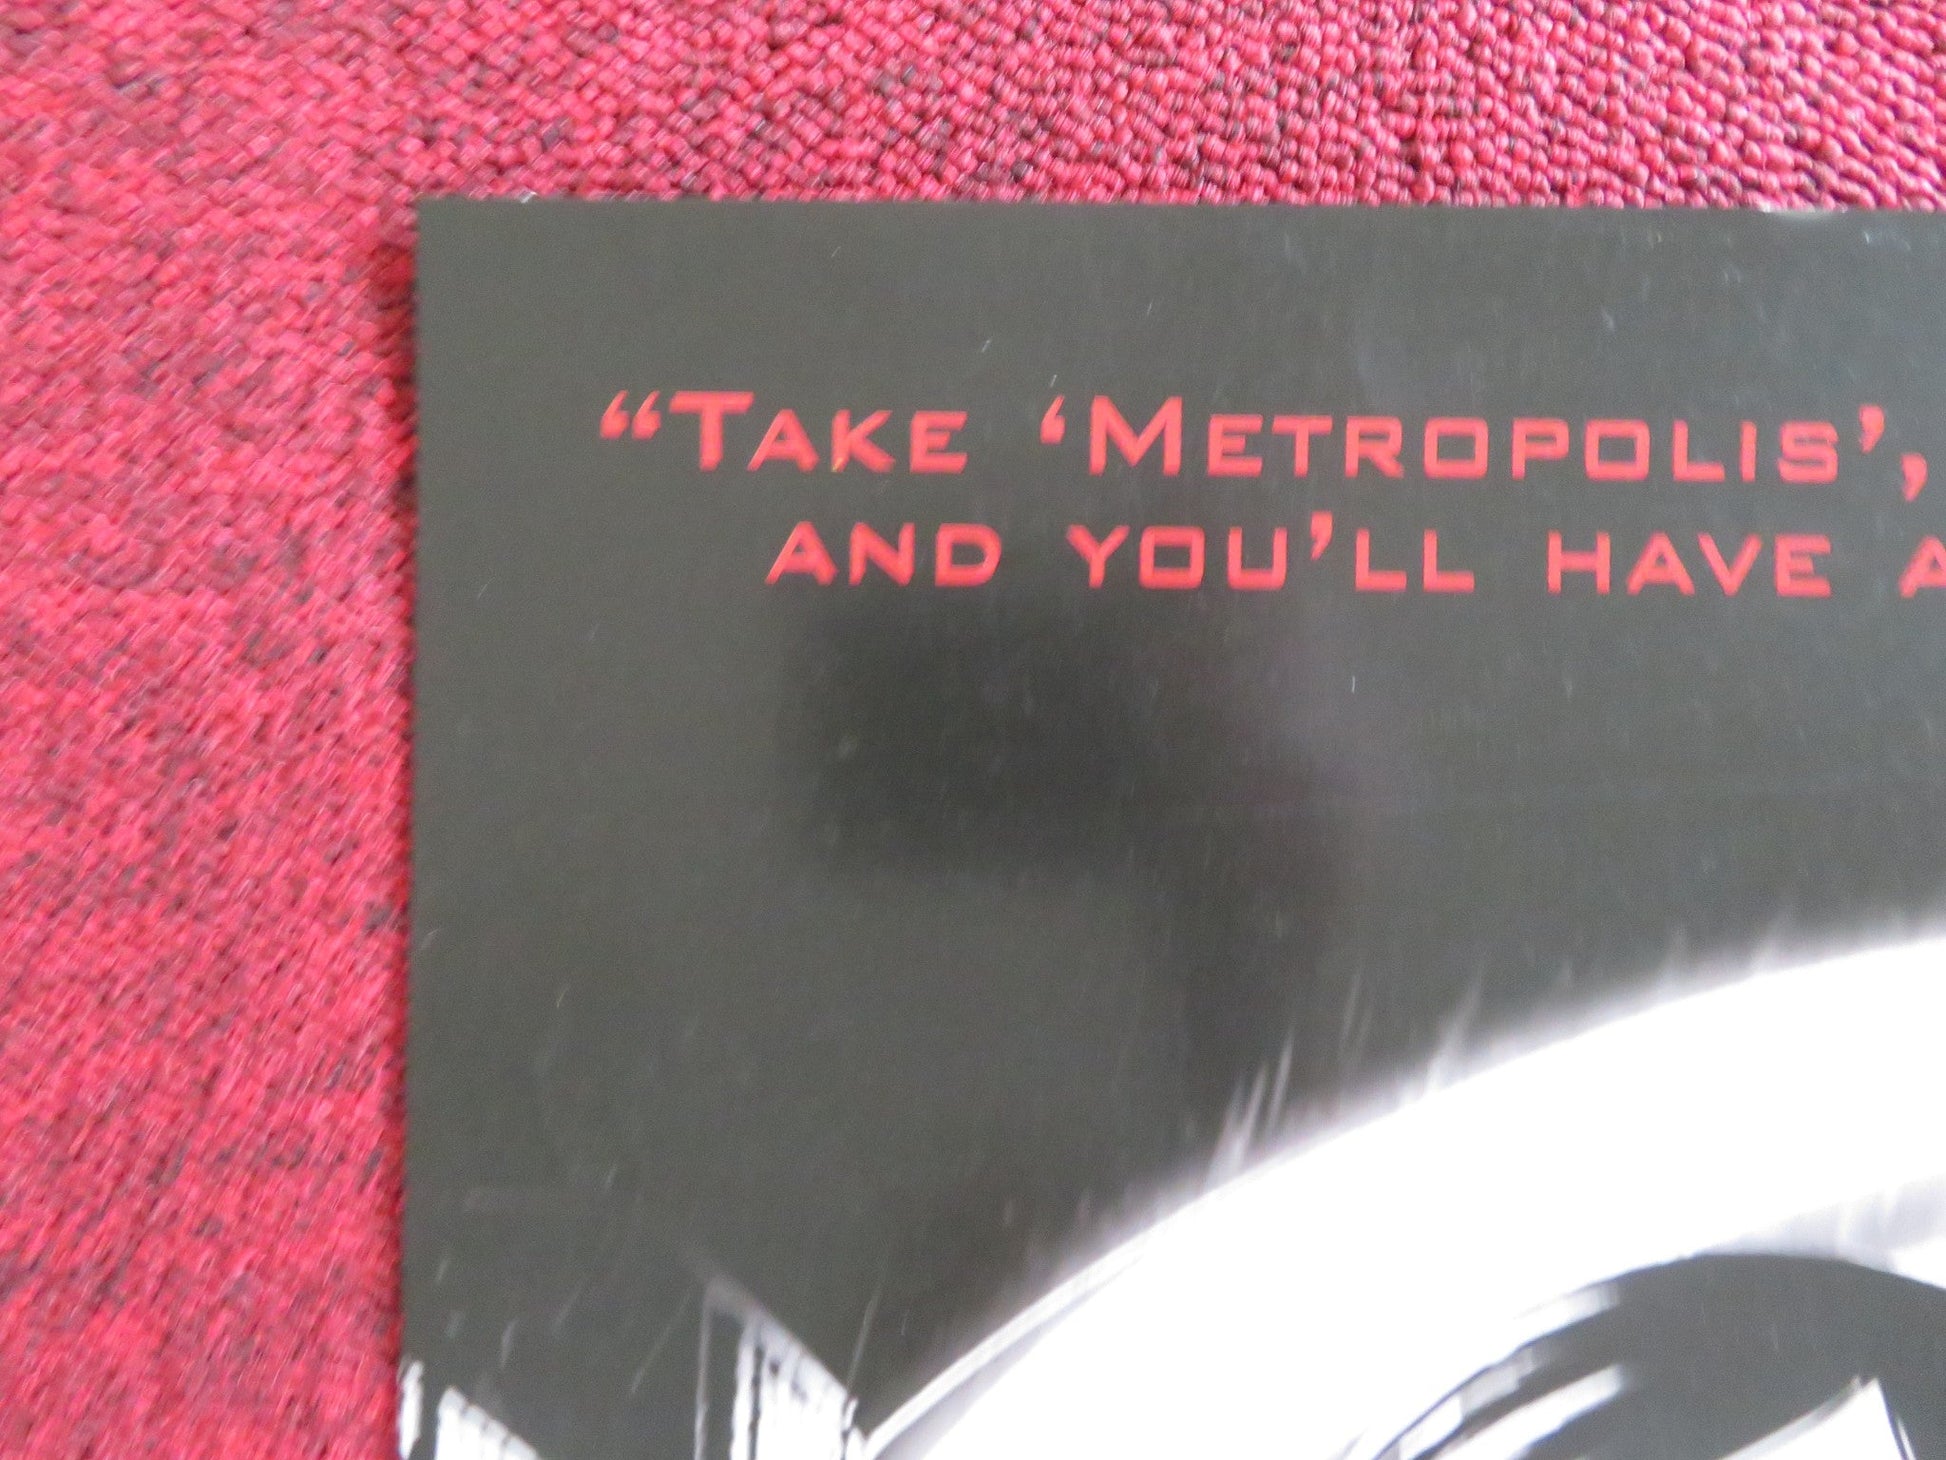 “Take ‘Metropolis’,
and you’ll have a